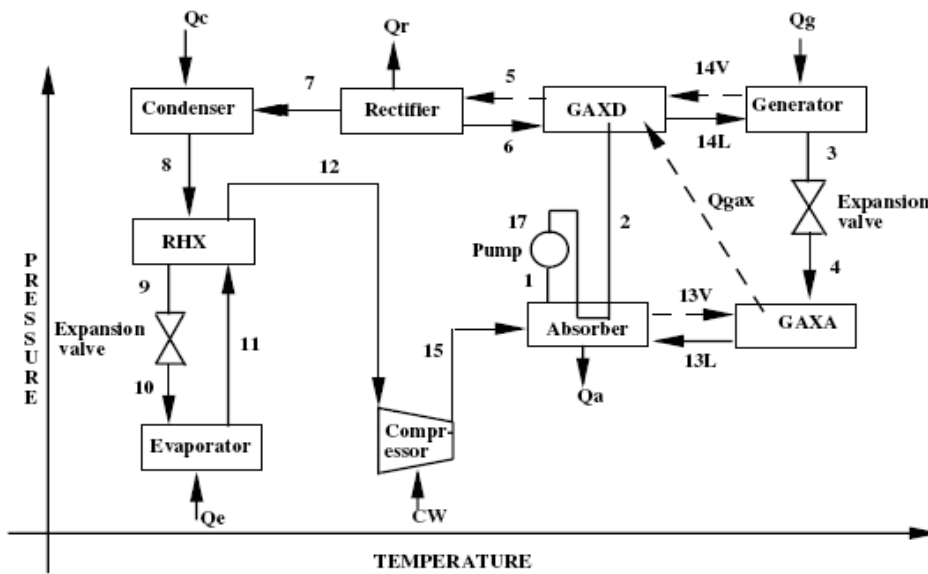 Qc
Qr
Qg
7
5
14V
Condenser
Rectifier
GAXD
Generator
6
14L
3
8
12
Qgax
Expansion
valve
17
2
RHX
Pump
4
9
1
13V
Expansion
valve
11
15
Absorber
GAXA
13L
10
Qa
Evaporator
Compr-
essor
Qe
CW
PRESSURE
TEMPERATURE